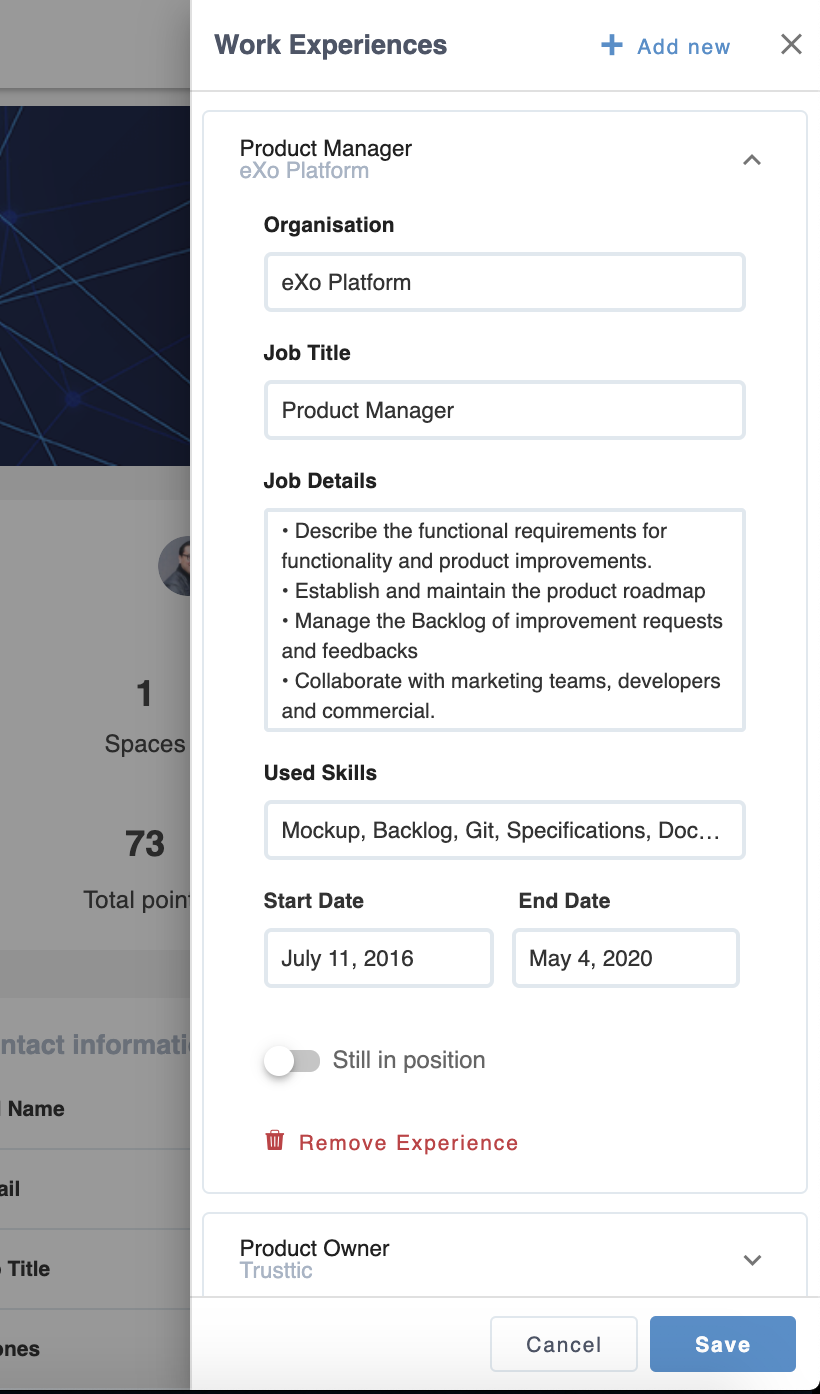 Work Experiences
Add new
Product Manager
eXo Platform
Organisation
eXo Platform
Job Title
Product Manager
Job Details
• Describe the functional requirements for
functionality and product improvements.
• Establish and maintain the product roadmap
• Manage the Backlog of improvement requests
and feedbacks
• Collaborate with marketing teams, developers
and commercial.
Used Skills
Mockup, Backlog, Git, Specifications, Doc…
Start Date
End Date
July 11, 2016
May 4, 2020
Still in position
Remove Experience
Product Owner
Trusttic
Cancel
Save
1
Spaces
73
Total poin
ntact informati
Name
ail
Title
ones